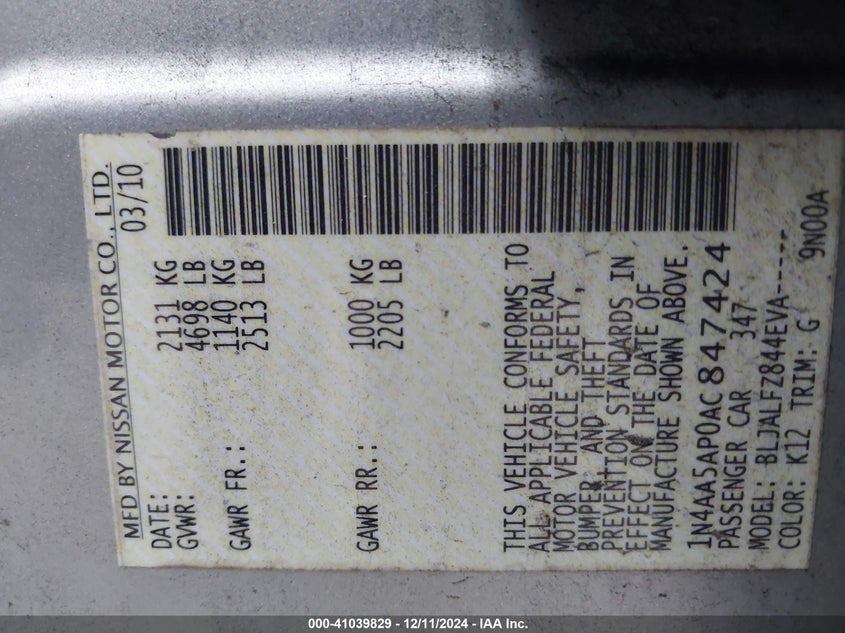 MFD BY NISSAN MOTOR CO., LTD.
DATE: 03/10
GVWR: 2131 KG
4698 LB
GAWR FR.: 1140 KG
2513 LB
GAWR RR.: 1000 KG
2205 LB
THIS VEHICLE CONFORMS TO
ALL APPLICABLE FEDERAL
MOTOR VEHICLE SAFETY,
BUMPER AND THEFT
PREVENTION STANDARDS IN
EFFECT ON THE DATE OF
MANUFACTURE SHOWN ABOVE.
1N4AA5AP0AC847424
PASSENGER CAR 347
MODEL: BLJALFZ844EVA-----
COLOR: K12 TRIM: G 9N00A
000-41039829 - 12/11/2024 - IAA Inc.